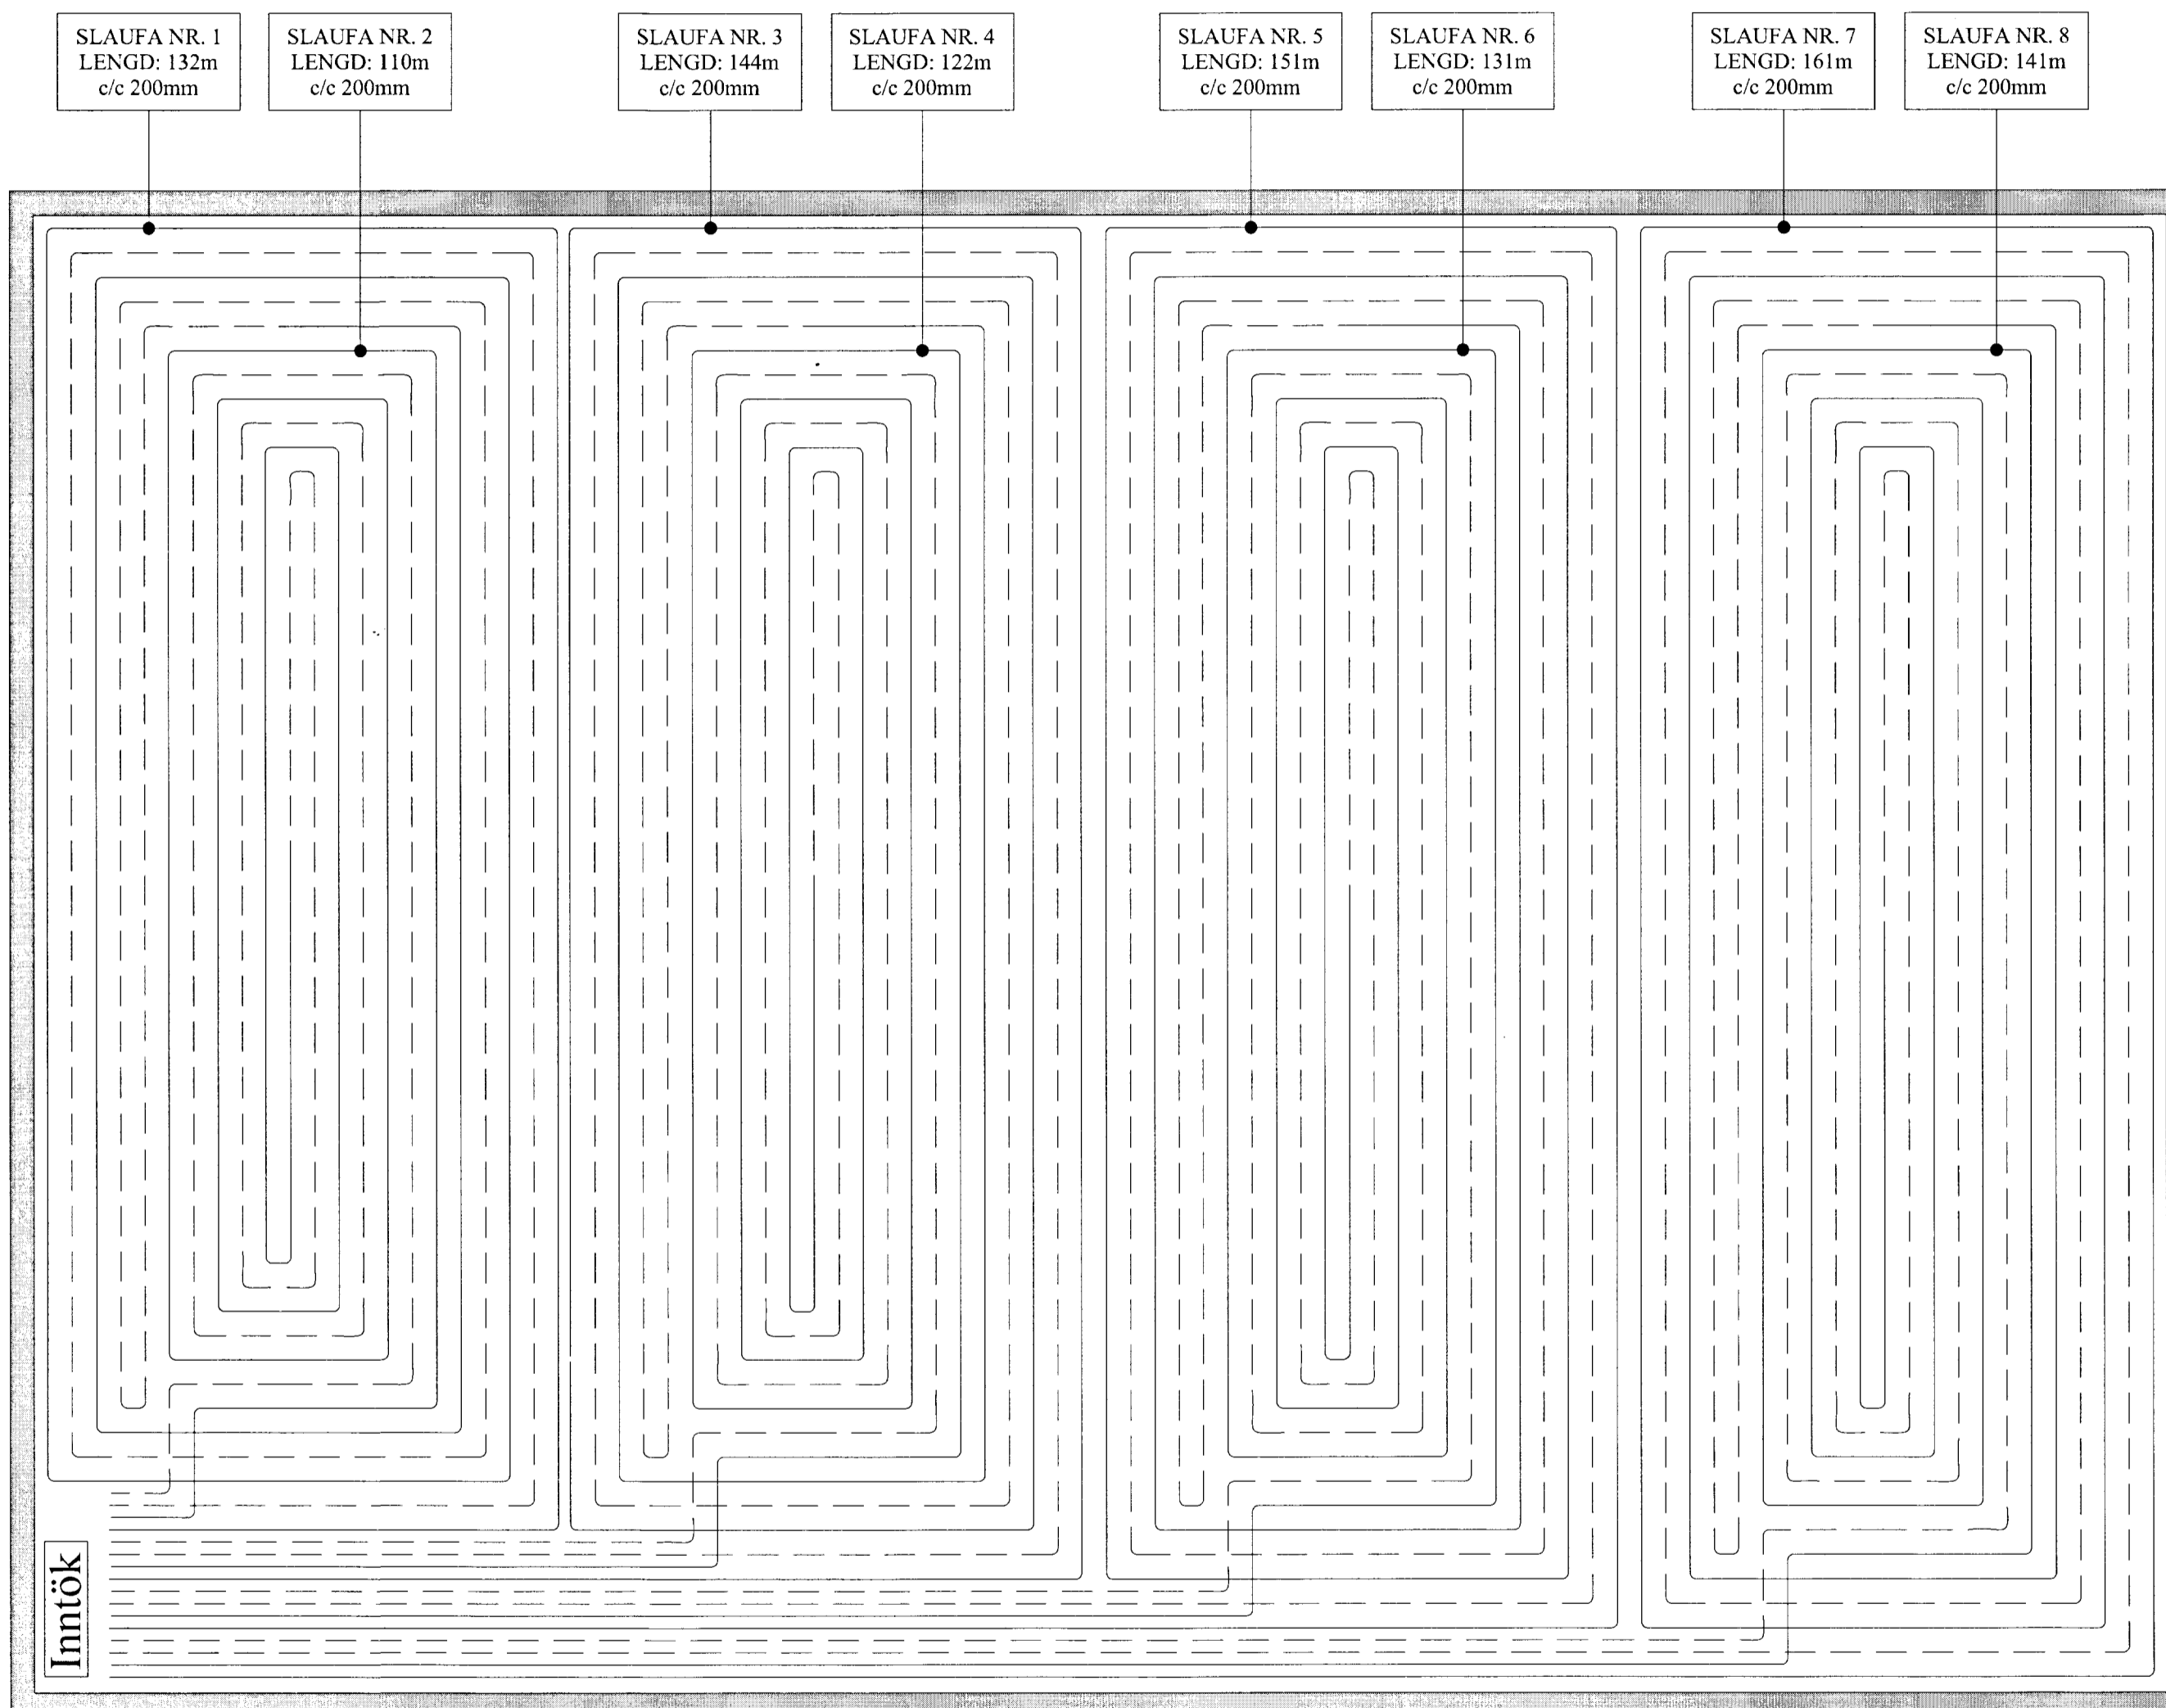 SLAUFA NR. 1
LENGD: 132m
c/c 200mm
SLAUFA NR. 2
LENGD: 110m
c/c 200mm
SLAUFA NR. 3
LENGD: 144m
c/c 200mm
SLAUFA NR. 4
LENGD: 122m
c/c 200mm
SLAUFA NR. 5
LENGD: 151m
c/c 200mm
SLAUFA NR. 6
LENGD: 131m
c/c 200mm
SLAUFA NR. 7
LENGD: 161m
c/c 200mm
SLAUFA NR. 8
LENGD: 141m
c/c 200mm
Inntök